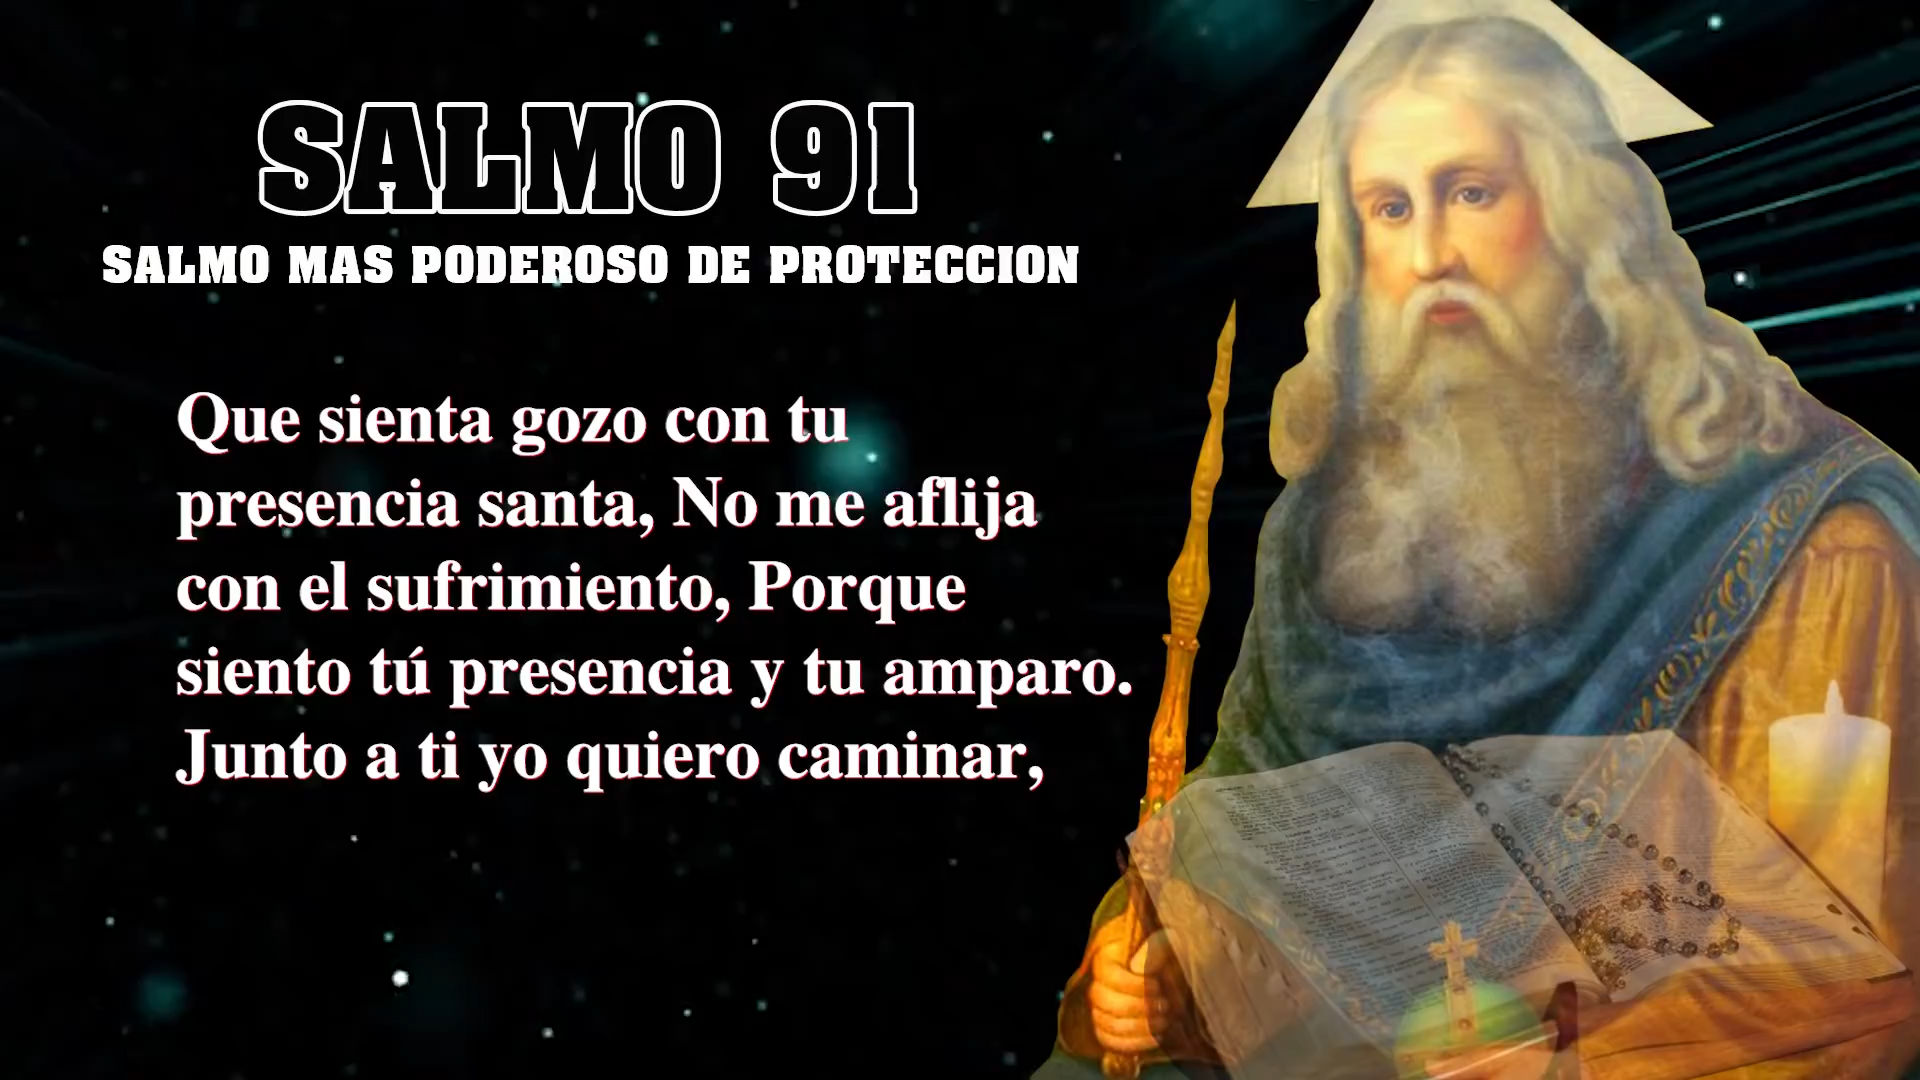 SALMO 91
SALMO MAS PODEROSO DE PROTECCION
Que sienta gozo con tu
presencia santa, No me aflija
con el sufrimiento, Porque
siento tú presencia y tu amparo.
Junto a ti yo quiero caminar,